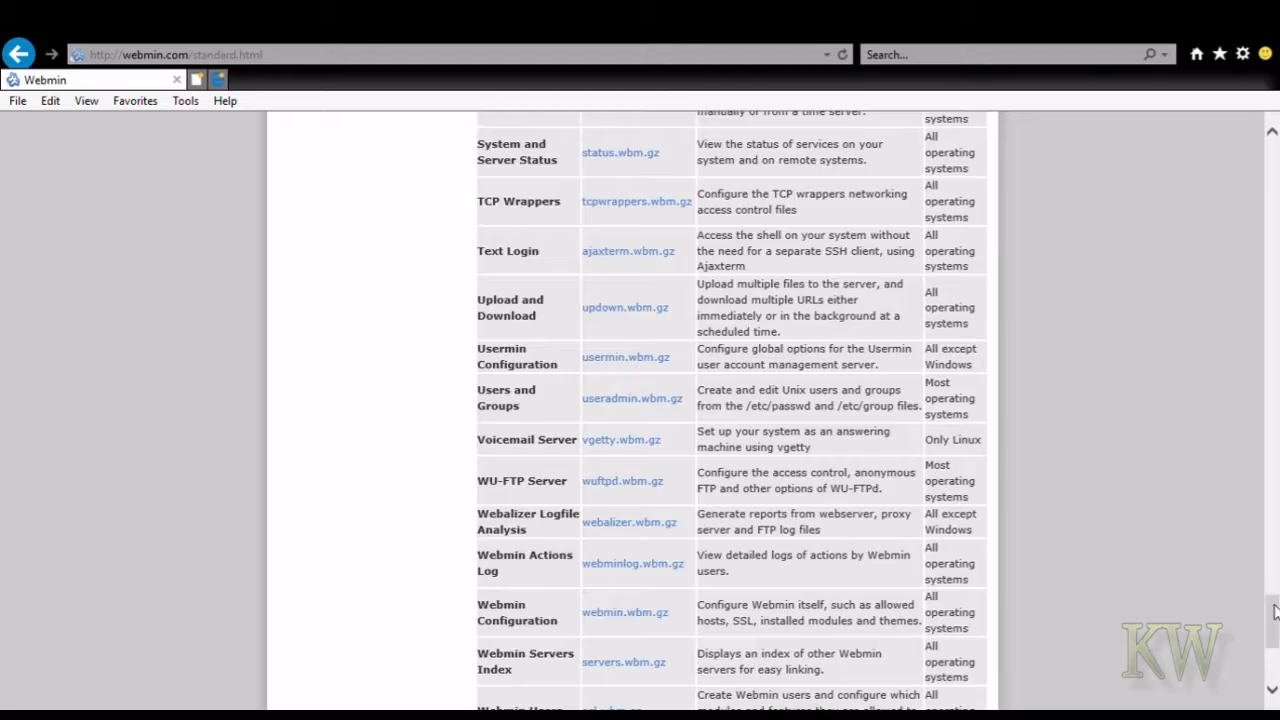 http://webmin.com/standard.html
Search...
Webmin
File Edit View Favorites Tools Help
manually or from a time server.
systems
System and
Server Status
status.wbm.gz
View the status of services on your
system and on remote systems.
All
operating
systems
TCP Wrappers
tcpwrappers.wbm.gz
Configure the TCP wrappers networking
access control files
All
operating
systems
Text Login
ajaxterm.wbm.gz
Access the shell on your system without
the need for a separate SSH client, using
Ajaxterm
All
operating
systems
Upload and
Download
updown.wbm.gz
Upload multiple files to the server, and
download multiple URLs either
immediately or in the background at a
scheduled time.
All
operating
systems
Usermin
Configuration
usermin.wbm.gz
Configure global options for the Usermin
user account management server.
All except
Windows
Users and
Groups
useradmin.wbm.gz
Create and edit Unix users and groups
from the /etc/passwd and /etc/group files.
Most
operating
systems
Voicemail Server
vgetty.wbm.gz
Set up your system as an answering
machine using vgetty
Only Linux
WU-FTP Server
wuftpd.wbm.gz
Configure the access control, anonymous
FTP and other options of WU-FTPd.
Most
operating
systems
Webalizer Logfile
Analysis
webalizer.wbm.gz
Generate reports from webserver, proxy
server and FTP log files
All except
Windows
Webmin Actions
Log
webminlog.wbm.gz
View detailed logs of actions by Webmin
users.
All
operating
systems
Webmin
Configuration
webmin.wbm.gz
Configure Webmin itself, such as allowed
hosts, SSL, installed modules and themes.
All
operating
systems
Webmin Servers
Index
servers.wbm.gz
Displays an index of other Webmin
servers for easy linking.
All
operating
systems
Create Webmin users and configure which
All
KW